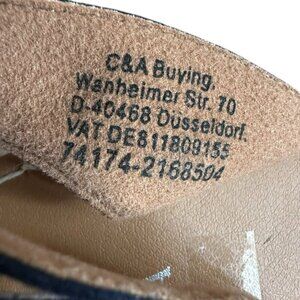 C&A Buying,
Wanheimer Str. 70
D-40468 Düsseldorf.
VAT DE811809155
74174-2168504